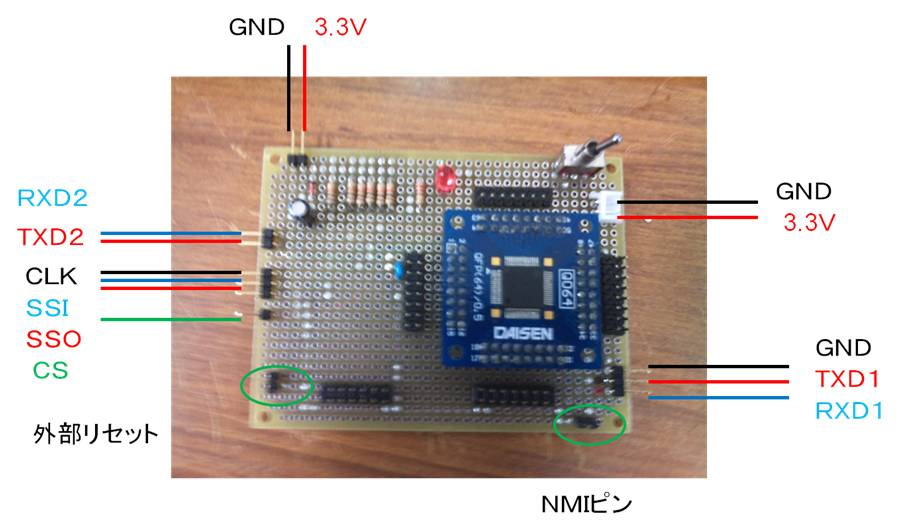 GND 3.3V
RXD2
TXD2
CLK
SSI
SSO
CS
外部リセット
GND
3.3V
GND
TXD1
RXD1
NMIピン
QFP(64)/0.5
Q064
DAISEN